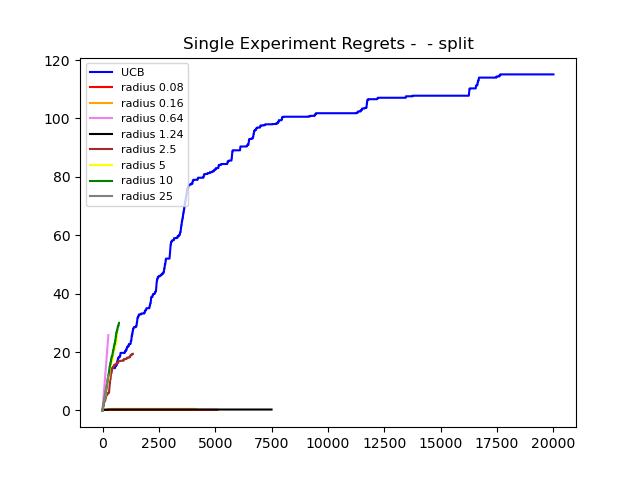 Single Experiment Regrets -  - split
120
100
80
60
40
20
0
UCB
radius 0.08
radius 0.16
radius 0.64
radius 1.24
radius 2.5
radius 5
radius 10
radius 25
0 2500 5000 7500 10000 12500 15000 17500 20000